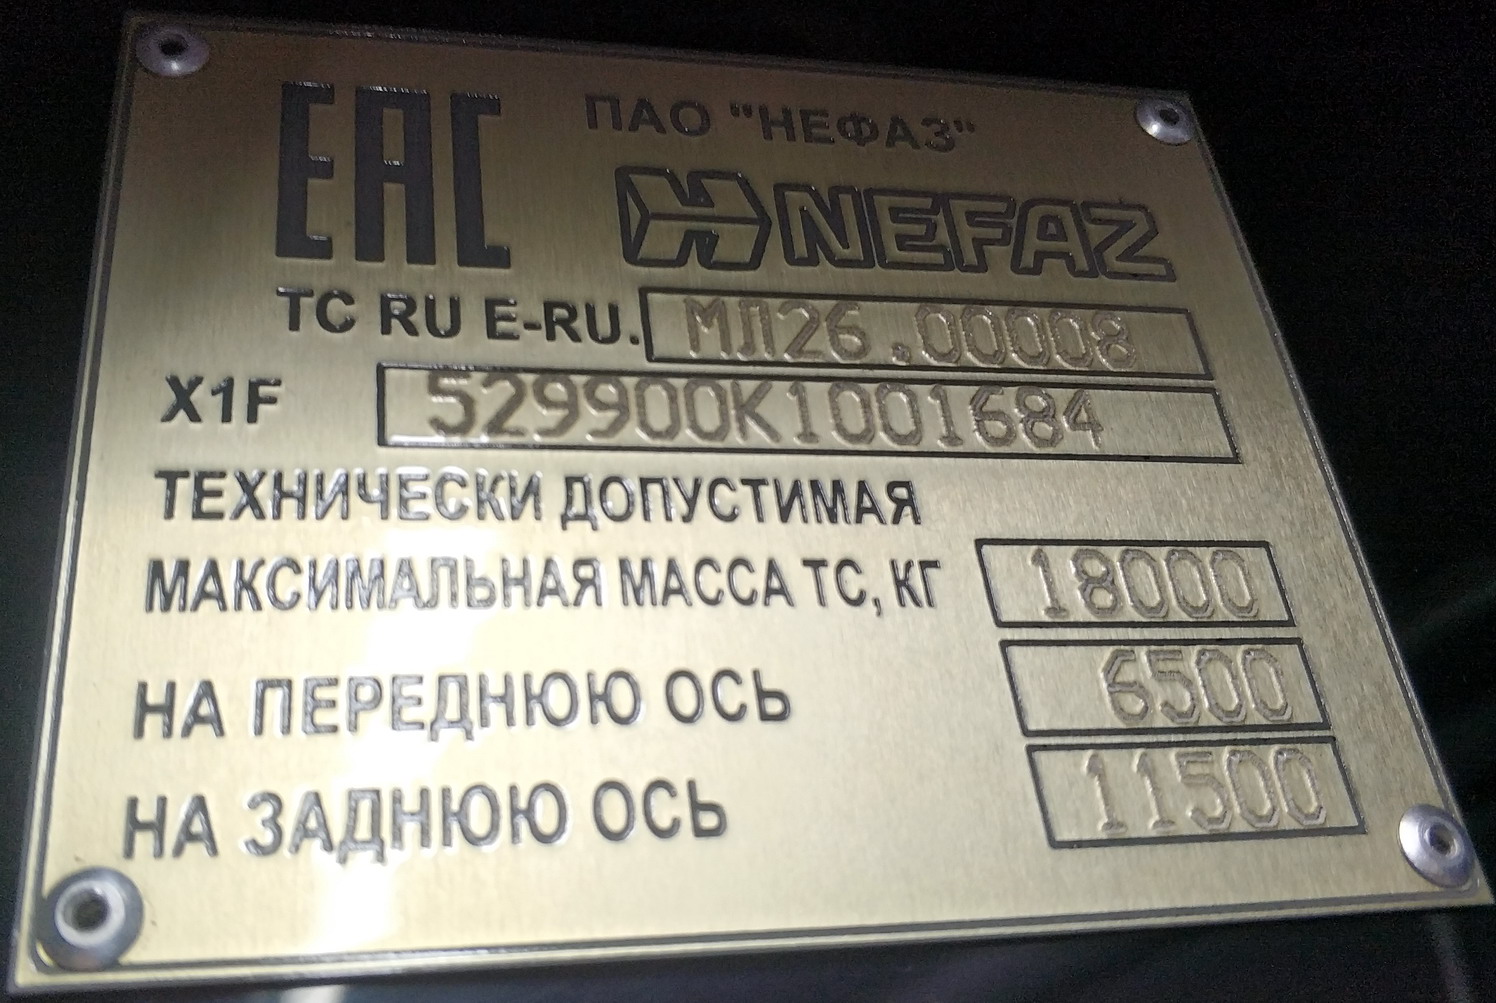 ЕАС
ПАО "НЕФАЗ"
NEFAZ
ТС RU E-RU. МЛ26.00008
X1F 529900K1001684
ТЕХНИЧЕСКИ ДОПУСТИМАЯ
МАКСИМАЛЬНАЯ МАССА ТС, КГ 18000
НА ПЕРЕДНЮЮ ОСЬ 6500
НА ЗАДНЮЮ ОСЬ 11500